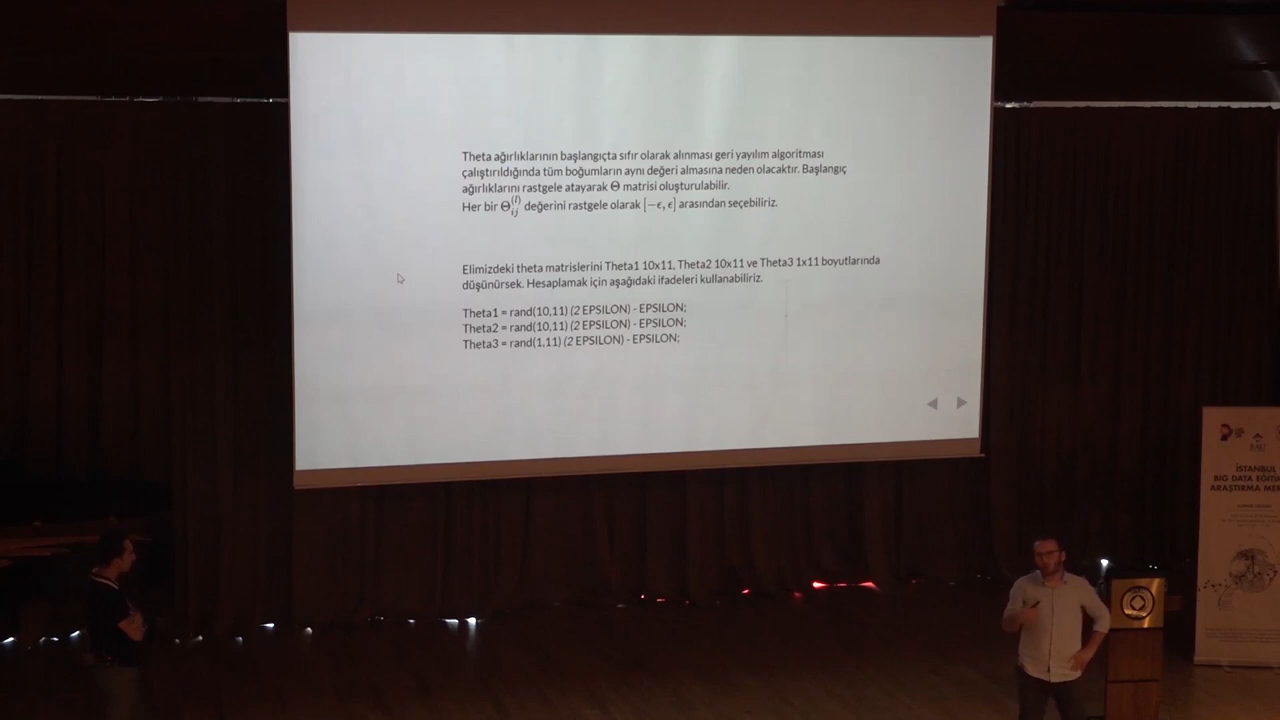 Theta ağırlıklarının başlangıçta sıfır olarak alınması geri yayılım algoritması
çalıştırıldığında tüm boğumların aynı değeri almasına neden olacaktır. Başlangıç
ağırlıklarını rastgele atayarak Θ matrisi oluşturulabilir.
Her bir Θ_{ij}^{(l)} değerini rastgele olarak [−ϵ, ϵ] arasından seçebiliriz.
Elimizdeki theta matrislerini Theta1 10x11, Theta2 10x11 ve Theta3 1x11 boyutlarında
düşünürsek. Hesaplamak için aşağıdaki ifadeleri kullanabiliriz.
Theta1 = rand(10,11) (2 EPSILON) - EPSILON;
Theta2 = rand(10,11) (2 EPSILON) - EPSILON;
Theta3 = rand(1,11) (2 EPSILON) - EPSILON;
BAU
İSTANBUL
BIG DATA EĞİTİ
ARAŞTIRMA MER